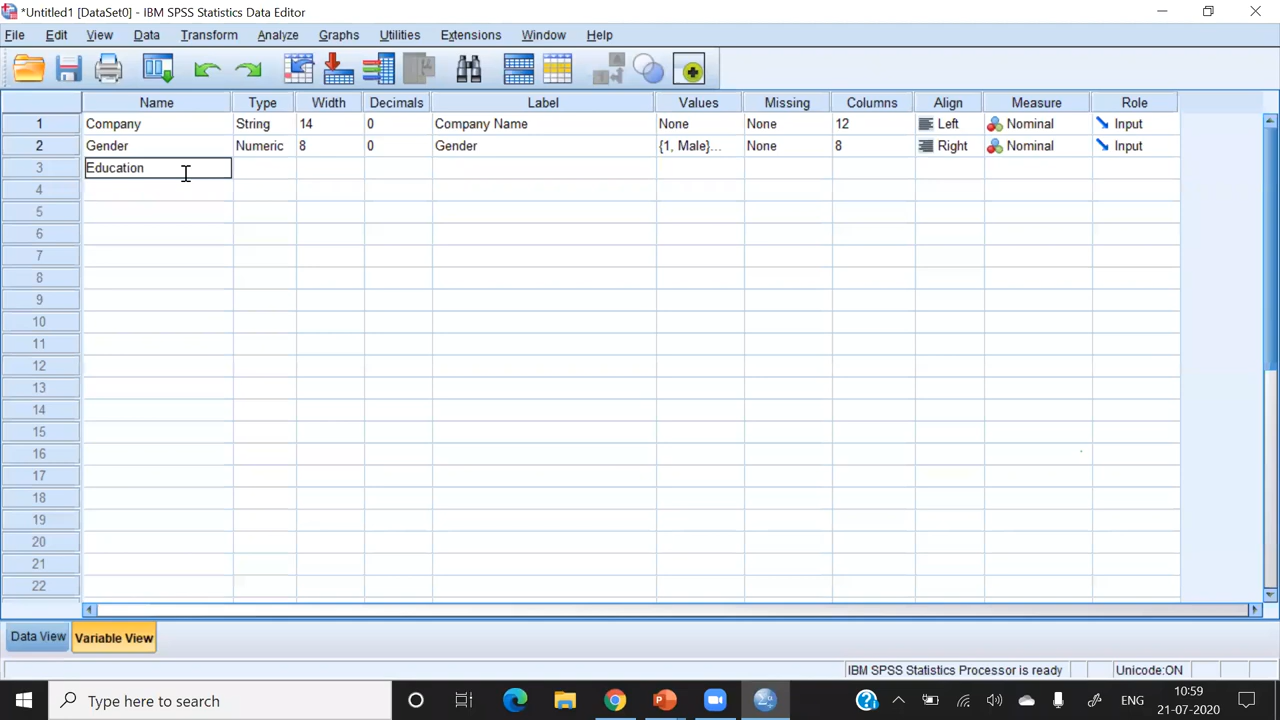 *Untitled1 [DataSet0] - IBM SPSS Statistics Data Editor
File Edit View Data Transform Analyze Graphs Utilities Extensions Window Help
Name Type Width Decimals Label Values Missing Columns Align Measure Role
1 Company String 14 0 Company Name None None 12 Left Nominal Input
2 Gender Numeric 8 0 Gender {1, Male}... None 8 Right Nominal Input
3 Education
4
5
6
7
8
9
10
11
12
13
14
15
16
17
18
19
20
21
22
Data View Variable View
IBM SPSS Statistics Processor is ready Unicode:ON
Type here to search ENG 10:59
21-07-2020